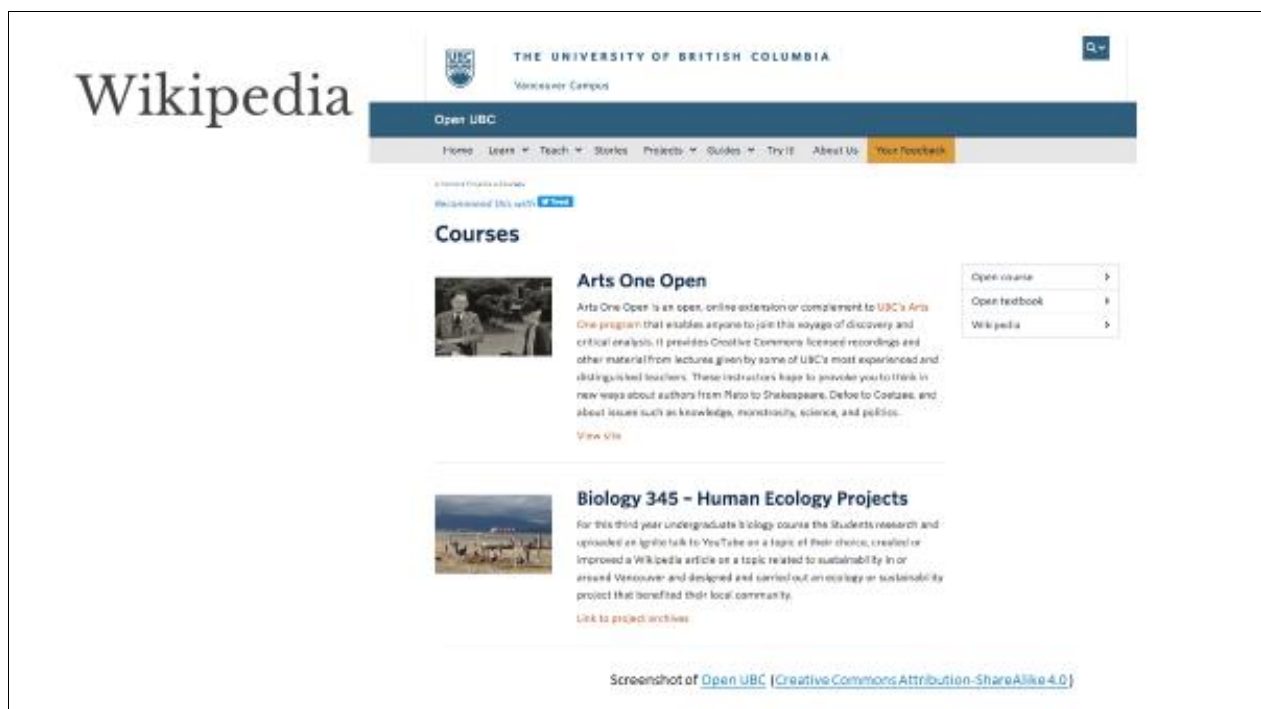 Wikipedia
UBC
THE UNIVERSITY OF BRITISH COLUMBIA
Vancouver Campus
Open UBC
Home Learn Teach Stories Projects Guides Try It About Us Your Feedback
Recommend this with Tweet
Courses
Arts One Open
Arts One Open is an open, online extension or complement to UBC's Arts
One program that enables anyone to join this voyage of discovery and
critical analysis. It provides Creative Commons licensed recordings and
other material from lectures given by some of UBC's most experienced and
distinguished teachers. These instructors hope to provoke you to think in
new ways about authors from Plato to Shakespeare, Defoe to Coetzee, and
about issues such as knowledge, monstrosity, science, and politics.
View site
Open course
Open textbook
Wikipedia
Biology 345 – Human Ecology Projects
For this third year undergraduate biology course the Students research and
uploaded an ignite talk to YouTube on a topic of their choice, created or
improved a Wikipedia article on a topic related to sustainability in or
around Vancouver and designed and carried out an ecology or sustainability
project that benefited their local community.
Link to project archives
Screenshot of Open UBC (Creative Commons Attribution-ShareAlike 4.0)